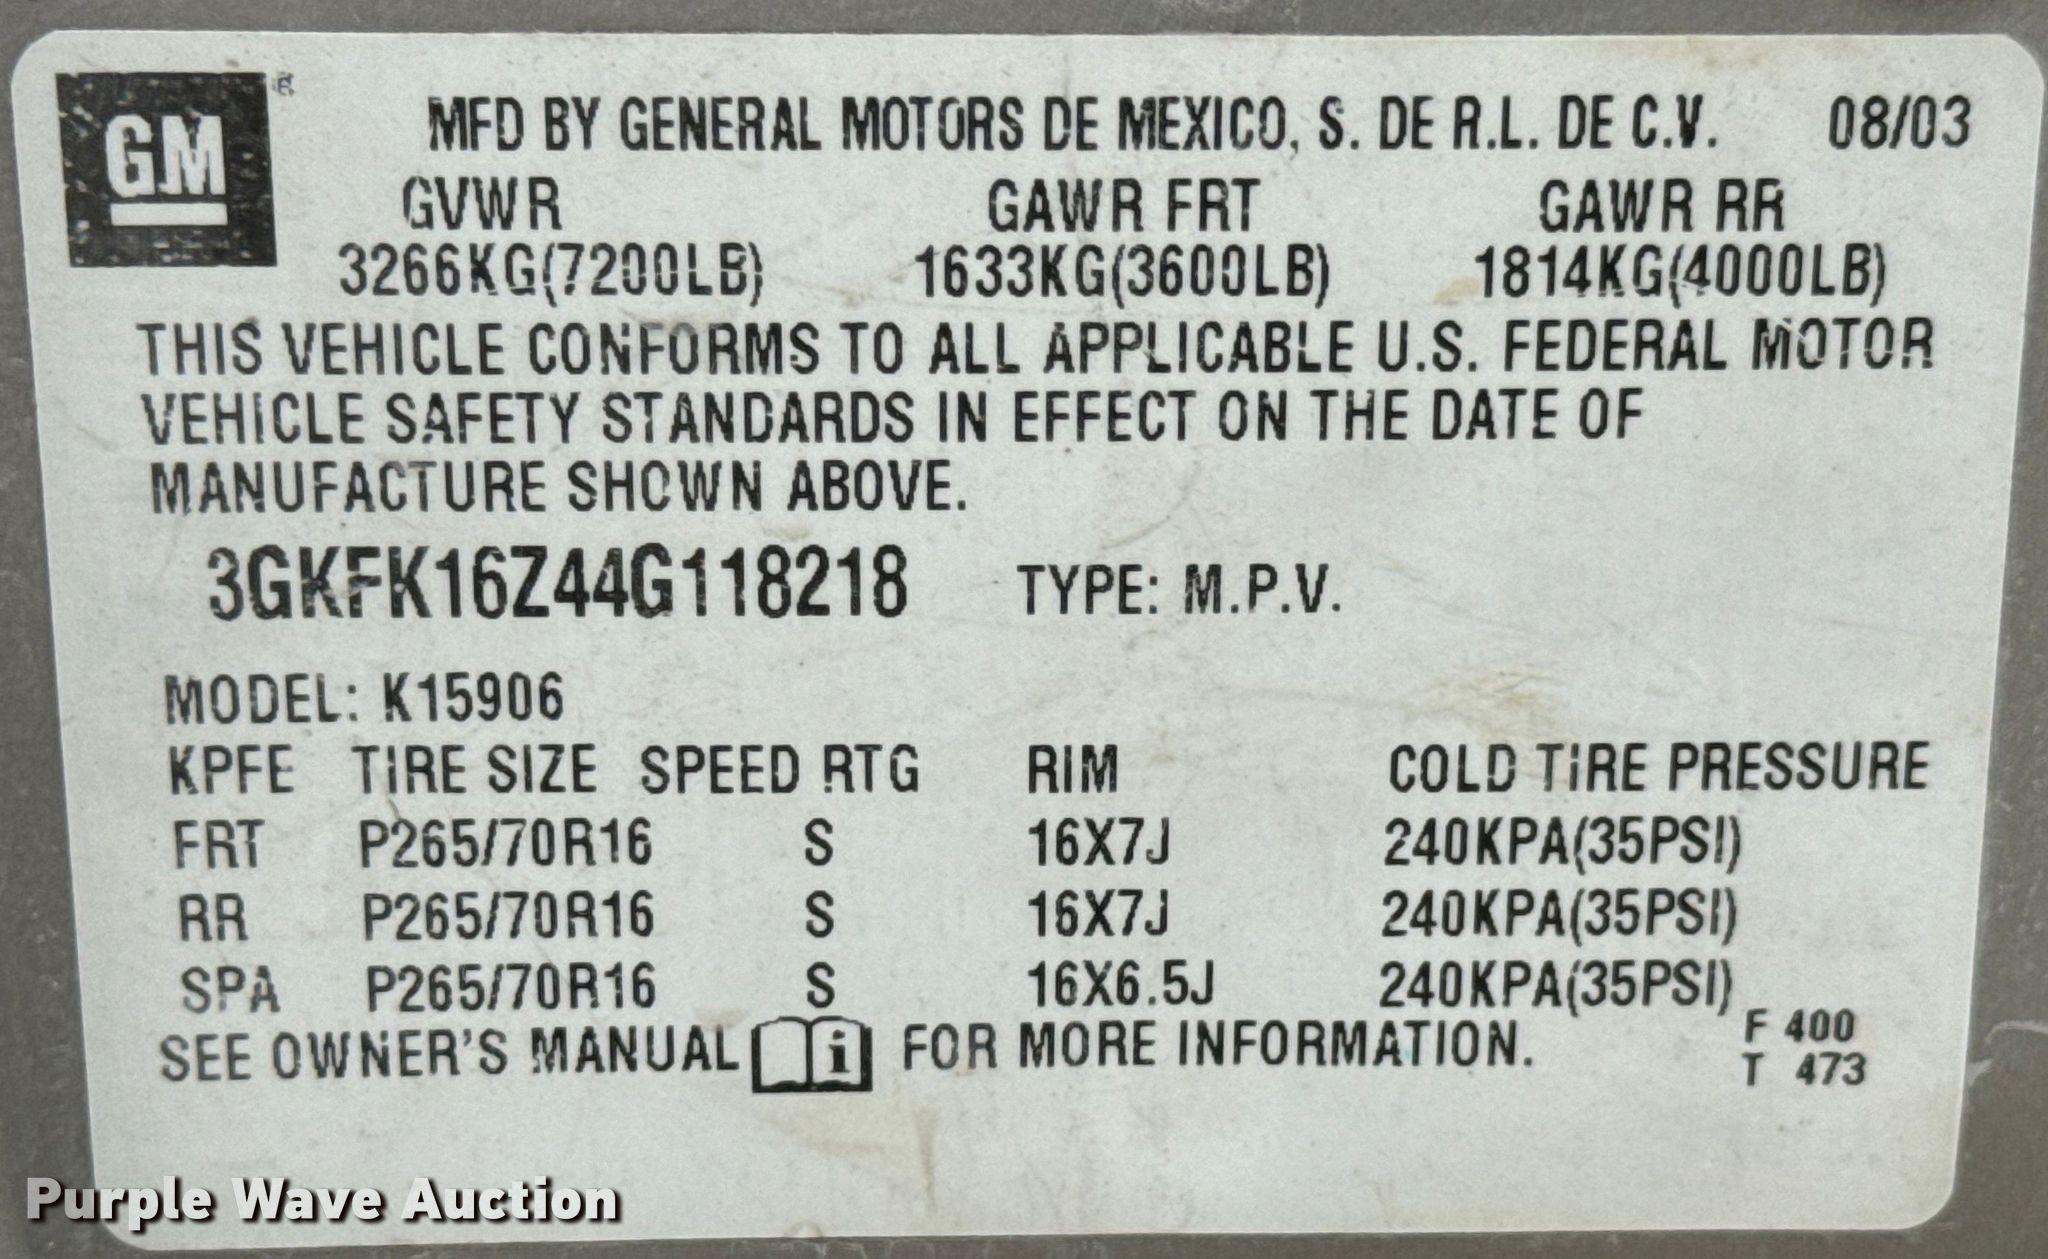 GM ®
MFD BY GENERAL MOTORS DE MEXICO, S. DE R.L. DE C.V. 08/03
GVWR GAWR FRT GAWR RR
3266KG(7200LB) 1633KG(3600LB) 1814KG(4000LB)
THIS VEHICLE CONFORMS TO ALL APPLICABLE U.S. FEDERAL MOTOR
VEHICLE SAFETY STANDARDS IN EFFECT ON THE DATE OF
MANUFACTURE SHOWN ABOVE.
3GKFK16Z44G118218 TYPE: M.P.V.
MODEL: K15906
KPFE TIRE SIZE SPEED RTG RIM COLD TIRE PRESSURE
FRT P265/70R16 S 16X7J 240KPA(35PSI)
RR P265/70R16 S 16X7J 240KPA(35PSI)
SPA P265/70R16 S 16X6.5J 240KPA(35PSI)
SEE OWNER'S MANUAL i FOR MORE INFORMATION.
F 400
T 473
Purple Wave Auction